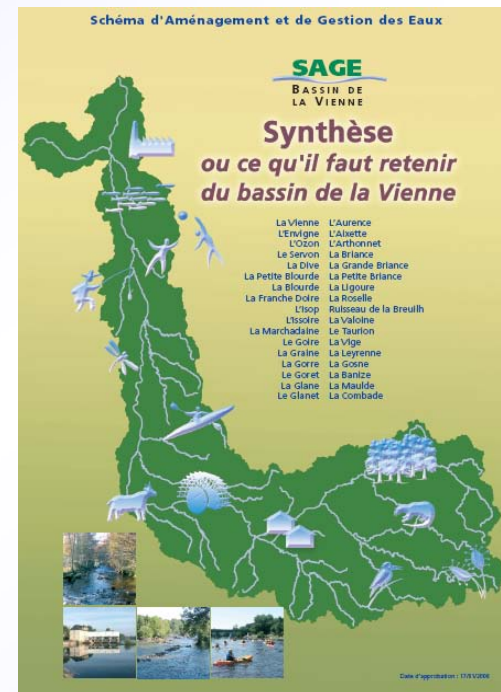 Schéma d'Aménagement et de Gestion des Eaux
SAGE
BASSIN DE
LA VIENNE
Synthèse
ou ce qu'il faut retenir
du bassin de la Vienne
La Vienne L'Aurence
L'Envigne L'Aixette
L'Ozon L'Arthonnet
Le Servon La Briance
La Dive La Grande Briance
La Petite Blourde La Petite Briance
La Blourde La Ligoure
La Franche Doire La Roselle
L'Isop Ruisseau de la Breuilh
L'Issoire La Valoine
La Marchadaine Le Taurion
Le Goire La Vige
La Graine La Leyrenne
La Gorre La Gosne
Le Goret La Banize
La Glane La Maulde
Le Glanet La Combade
Date d'approbation :